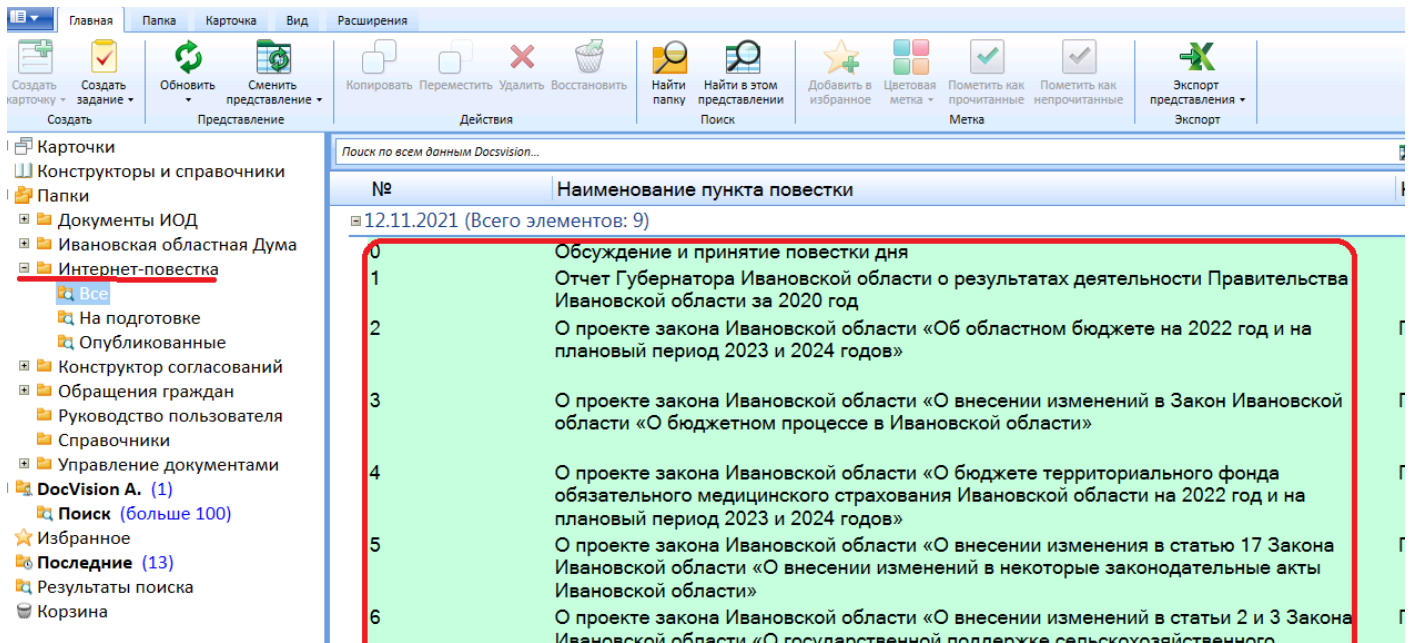 Главная Папка Карточка Вид Расширения
Создать карточку Создать задание Обновить Сменить представление Копировать Переместить Удалить Восстановить Найти папку Найти в этом представлении Добавить в избранное Цветовая метка Пометить как прочитанные Пометить как непрочитанные Экспорт представления
Создать Представление Действия Поиск Метка Экспорт
Карточки
Конструкторы и справочники
Папки
Документы ИОД
Ивановская областная Дума
Интернет-повестка
Все
На подготовке
Опубликованные
Конструктор согласований
Обращения граждан
Руководство пользователя
Справочники
Управление документами
DocVision A. (1)
Поиск (больше 100)
Избранное
Последние (13)
Результаты поиска
Корзина
Поиск по всем данным Docsvision...
№ Наименование пункта повестки
12.11.2021 (Всего элементов: 9)
0 Обсуждение и принятие повестки дня
1 Отчет Губернатора Ивановской области о результатах деятельности Правительства
Ивановской области за 2020 год
2 О проекте закона Ивановской области «Об областном бюджете на 2022 год и на
плановый период 2023 и 2024 годов»
3 О проекте закона Ивановской области «О внесении изменений в Закон Ивановской
области «О бюджетном процессе в Ивановской области»
4 О проекте закона Ивановской области «О бюджете территориального фонда
обязательного медицинского страхования Ивановской области на 2022 год и на
плановый период 2023 и 2024 годов»
5 О проекте закона Ивановской области «О внесении изменения в статью 17 Закона
Ивановской области «О внесении изменений в некоторые законодательные акты
Ивановской области»
6 О проекте закона Ивановской области «О внесении изменений в статьи 2 и 3 Закона
Ивановской области «О государственной поддержке сельскохозяйственного